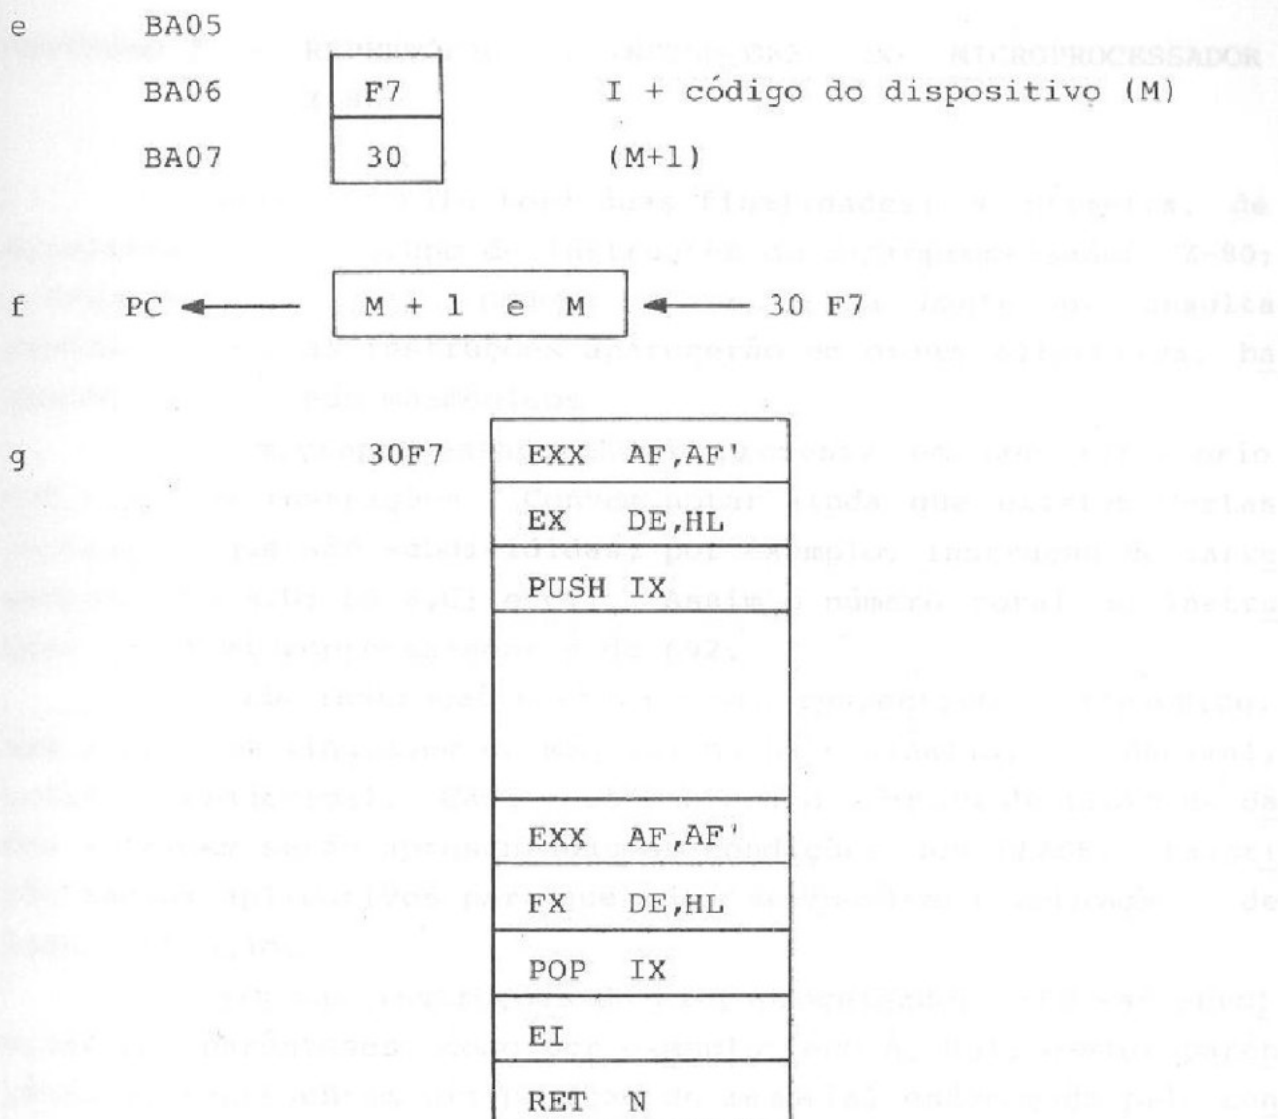 e BA05
BA06 F7 I + código do dispositivo (M)
BA07 30 (M+1)
f PC M + 1 e M 30 F7
g 30F7 EXX AF,AF'
EX DE,HL
PUSH IX
EXX AF,AF'
FX DE,HL
POP IX
EI
RET N